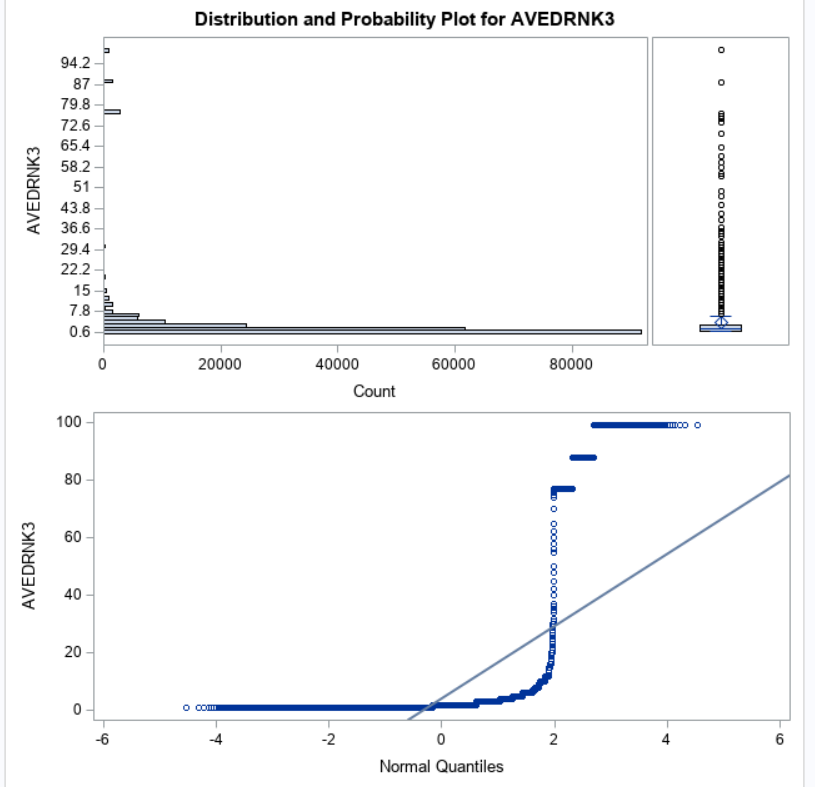 Distribution and Probability Plot for AVEDRNK3
AVEDRNK3
94.2
87
79.8
72.6
65.4
58.2
51
43.8
36.6
29.4
22.2
15
7.8
0.6
0 20000 40000 60000 80000
Count
AVEDRNK3
100
80
60
40
20
0
-6 -4 -2 0 2 4 6
Normal Quantiles